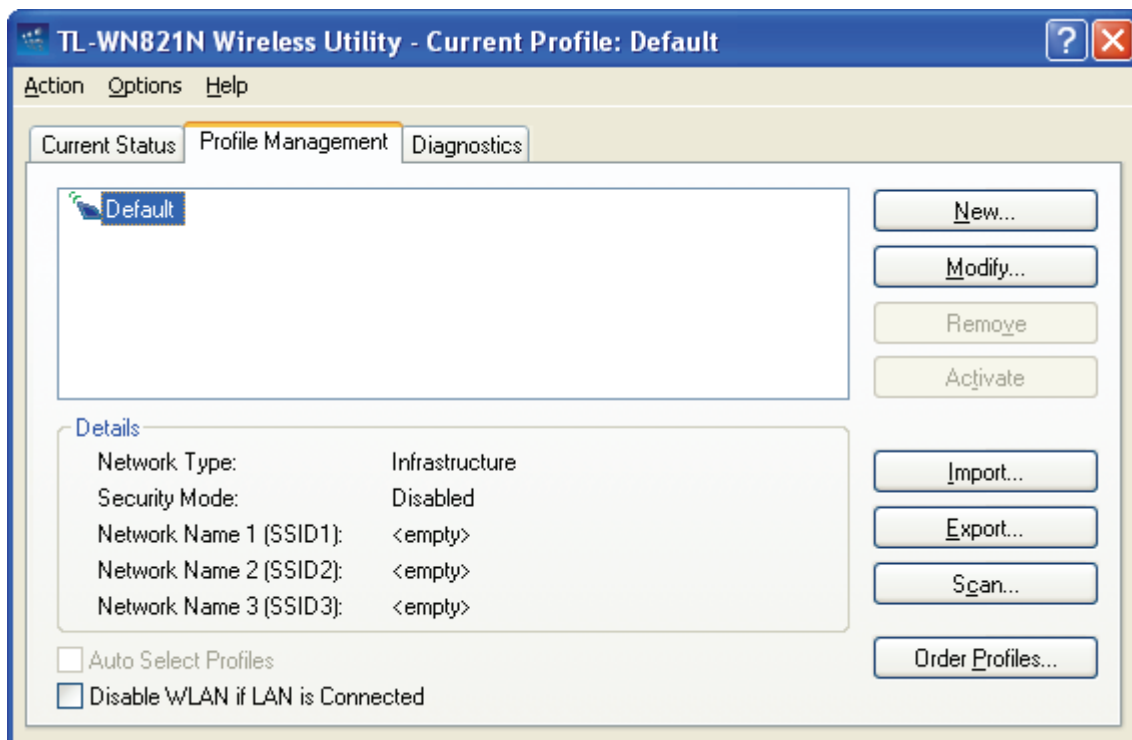 TL-WN821N Wireless Utility - Current Profile: Default
?
Action Options Help
Current Status Profile Management Diagnostics
Default
New...
Modify...
Remove
Activate
Details
Network Type: Infrastructure
Security Mode: Disabled
Network Name 1 (SSID1): <empty>
Network Name 2 (SSID2): <empty>
Network Name 3 (SSID3): <empty>
Import...
Export...
Scan...
Order Profiles...
Auto Select Profiles
Disable WLAN if LAN is Connected